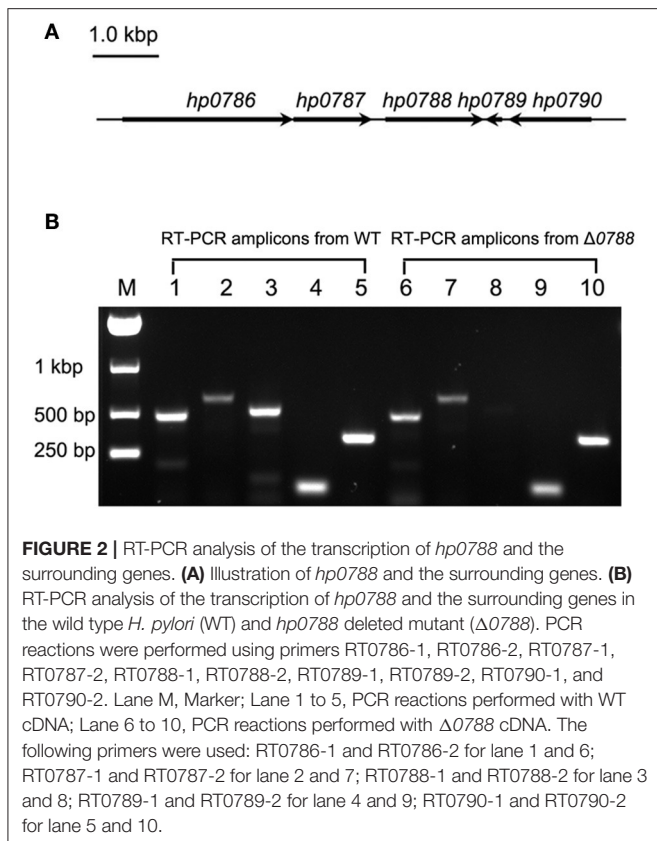 A
1.0 kbp
hp0786 hp0787 hp0788 hp0789 hp0790
B
RT-PCR amplicons from WT RT-PCR amplicons from Δ0788
M 1 2 3 4 5 6 7 8 9 10
1 kbp
500 bp
250 bp
FIGURE 2 | RT-PCR analysis of the transcription of hp0788 and the
surrounding genes. (A) Illustration of hp0788 and the surrounding genes. (B)
RT-PCR analysis of the transcription of hp0788 and the surrounding genes in
the wild type H. pylori (WT) and hp0788 deleted mutant (Δ0788). PCR
reactions were performed using primers RT0786-1, RT0786-2, RT0787-1,
RT0787-2, RT0788-1, RT0788-2, RT0789-1, RT0789-2, RT0790-1, and
RT0790-2. Lane M, Marker; Lane 1 to 5, PCR reactions performed with WT
cDNA; Lane 6 to 10, PCR reactions performed with Δ0788 cDNA. The
following primers were used: RT0786-1 and RT0786-2 for lane 1 and 6;
RT0787-1 and RT0787-2 for lane 2 and 7; RT0788-1 and RT0788-2 for lane 3
and 8; RT0789-1 and RT0789-2 for lane 4 and 9; RT0790-1 and RT0790-2
for lane 5 and 10.